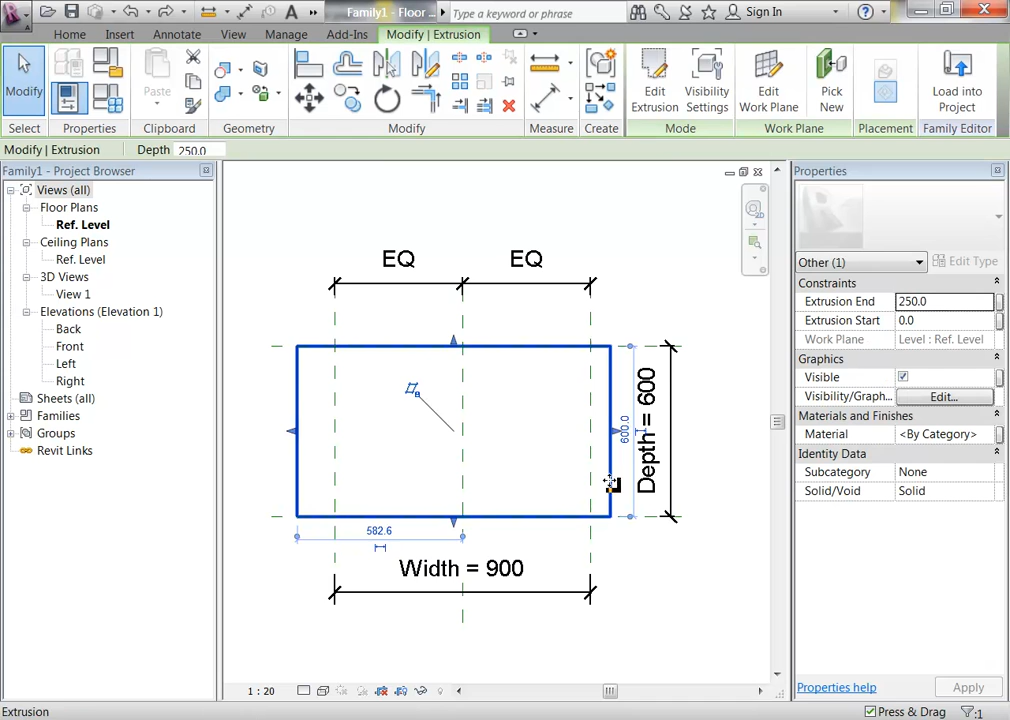 Family1 - Floor ...
Type a keyword or phrase
Sign In
Home
Insert
Annotate
View
Manage
Add-Ins
Modify | Extrusion
Modify
Paste
Edit Extrusion
Visibility Settings
Edit Work Plane
Pick New
Load into Project
Select
Properties
Clipboard
Geometry
Modify
Measure
Create
Mode
Work Plane
Placement
Family Editor
Modify | Extrusion
Depth 250.0
Family1 - Project Browser
Views (all)
Floor Plans
Ref. Level
Ceiling Plans
Ref. Level
3D Views
View 1
Elevations (Elevation 1)
Back
Front
Left
Right
Sheets (all)
Families
Groups
Revit Links
2D
EQ
EQ
600.0
Depth = 600
582.6
Width = 900
1 : 20
Properties
Other (1)
Edit Type
Constraints
Extrusion End 250.0
Extrusion Start 0.0
Work Plane Level : Ref. Level
Graphics
Visible
Visibility/Graph... Edit...
Materials and Finishes
Material <By Category>
Identity Data
Subcategory None
Solid/Void Solid
Properties help
Apply
Extrusion
Press & Drag
:1